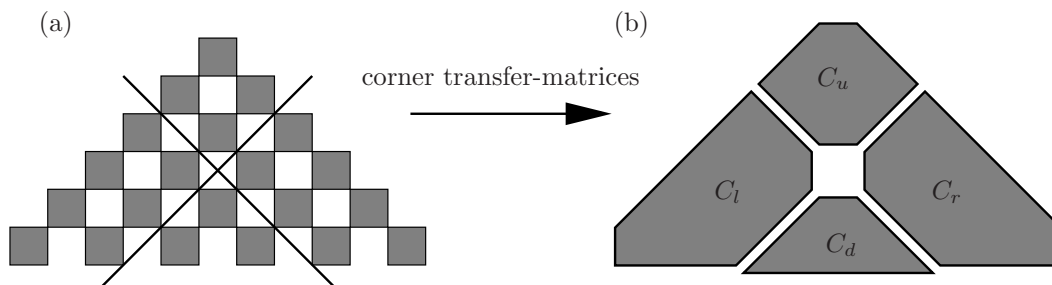 (a)
(b)
corner transfer-matrices
C_u
C_l
C_r
C_d